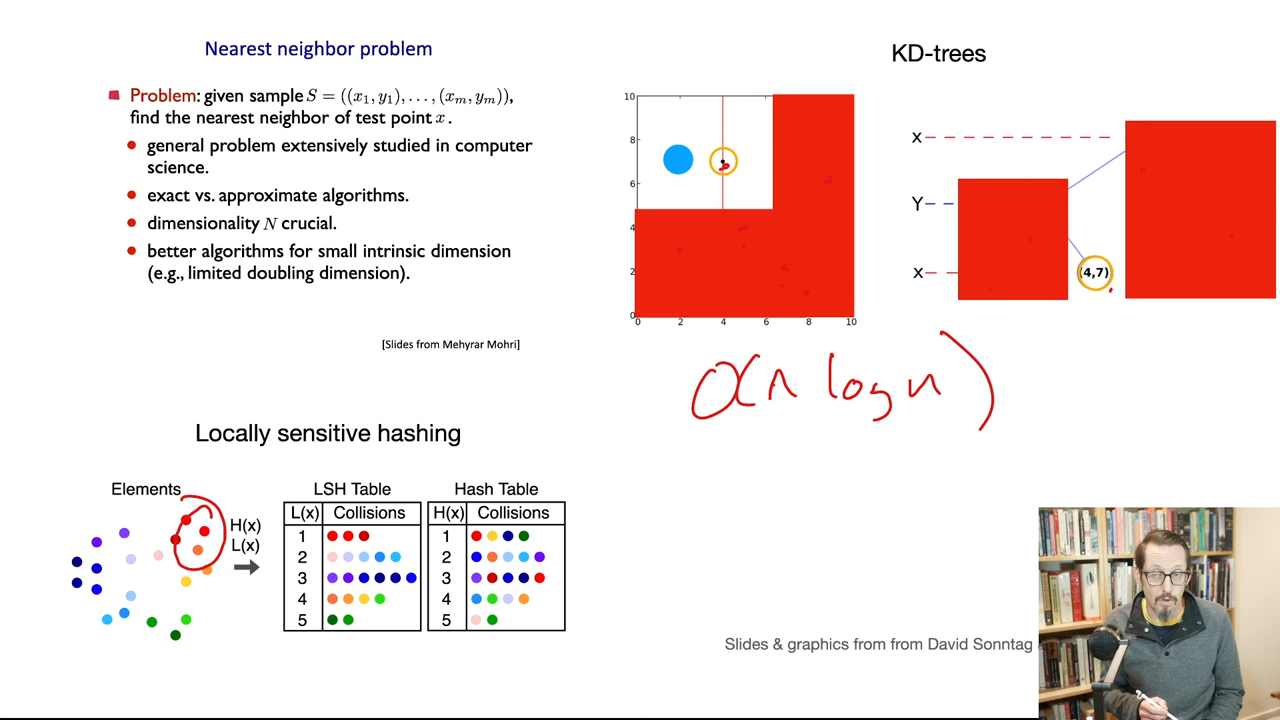 Nearest neighbor problem
Problem: given sample S = ((x₁, y₁), . . . , (xₘ, yₘ)),
find the nearest neighbor of test point x.
general problem extensively studied in computer
science.
exact vs. approximate algorithms.
dimensionality N crucial.
better algorithms for small intrinsic dimension
(e.g., limited doubling dimension).
[Slides from Mehyrar Mohri]
KD-trees
10
8
6
4
2
0
0 2 4 6 8 10
X
Y
X
(4,7)
O(n log n)
Locally sensitive hashing
Elements
H(x)
L(x)
LSH Table
L(x) Collisions
1
2
3
4
5
Hash Table
H(x) Collisions
1
2
3
4
5
Slides & graphics from from David Sonntag